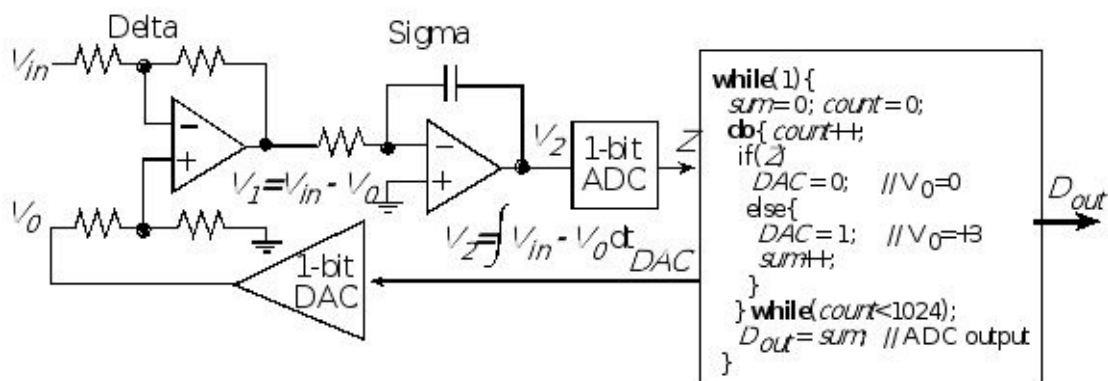 Delta
Sigma
Vin
V1=Vin - V0
V0
V2
1-bit
ADC
Z
V2=∫ Vin - V0 dt
1-bit
DAC
DAC
while(1) {
sum=0; count=0;
do{ count++;
if(Z)
DAC=0; //V0=0
else{
DAC=1; //V0=+3
sum++;
}
} while(count<1024);
Dout=sum; //ADC output
}
Dout
- 
+
-
+